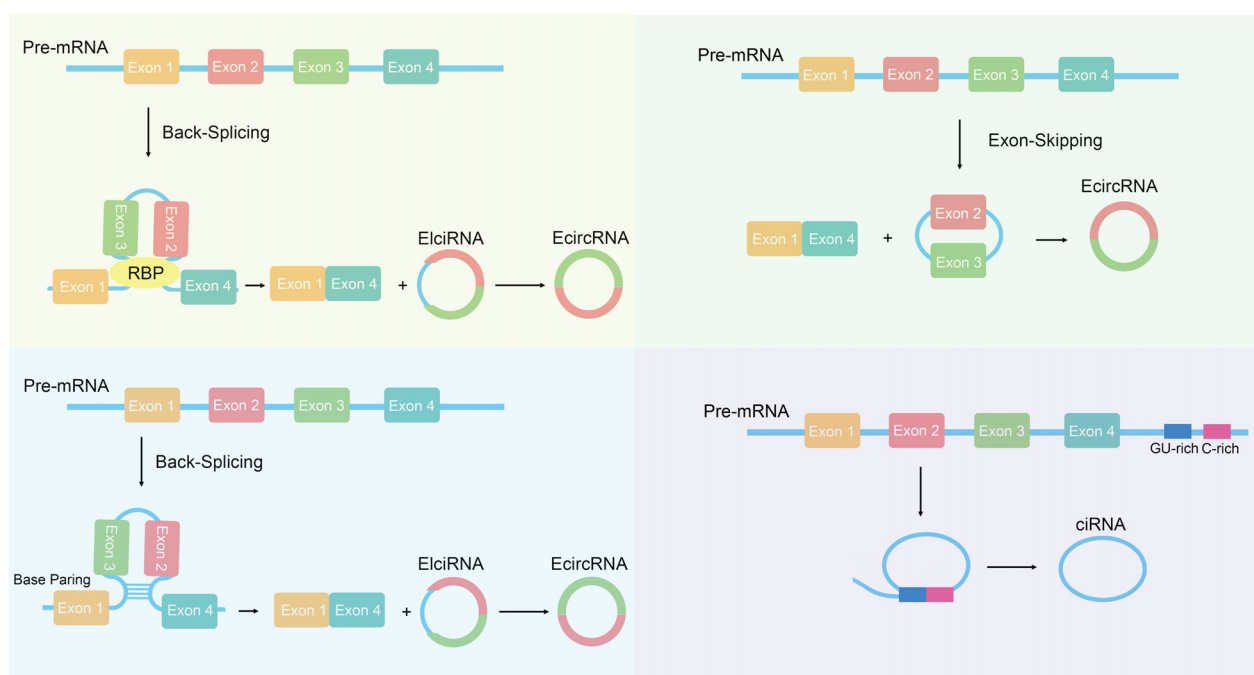 Pre-mRNA
Exon 1 Exon 2 Exon 3 Exon 4
Back-Splicing
Exon 3 Exon 2
RBP
Exon 1 Exon 4
Exon 1 Exon 4
+
ElciRNA
EcircRNA
Pre-mRNA
Exon 1 Exon 2 Exon 3 Exon 4
Exon-Skipping
Exon 1 Exon 4
+
Exon 2
Exon 3
EcircRNA
Pre-mRNA
Exon 1 Exon 2 Exon 3 Exon 4
Back-Splicing
Exon 3 Exon 2
Base Paring
Exon 1 Exon 4
Exon 1 Exon 4
+
ElciRNA
EcircRNA
Pre-mRNA
Exon 1 Exon 2 Exon 3 Exon 4
GU-rich C-rich
ciRNA